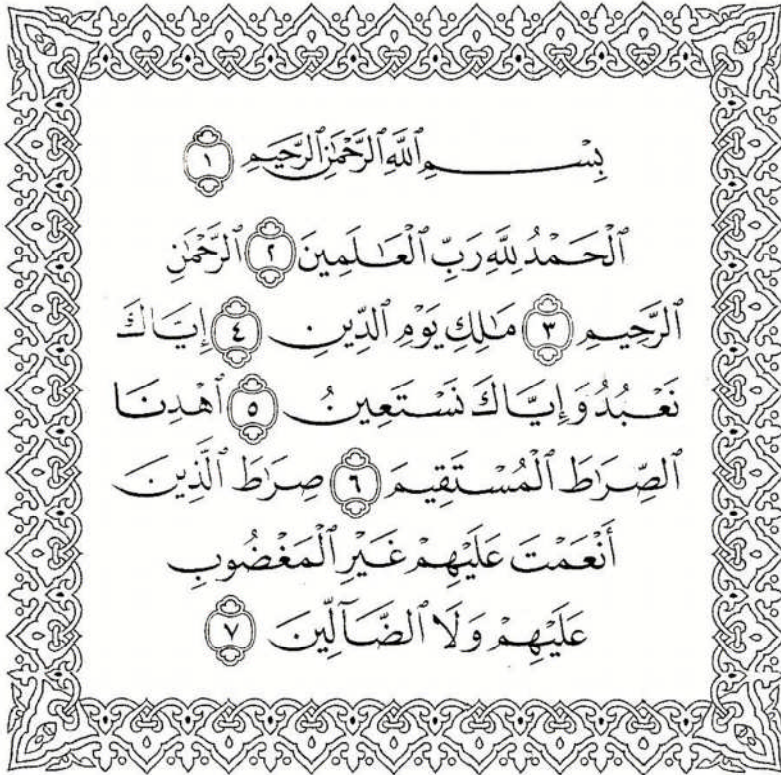 بِسْمِ ٱللَّهِ ٱلرَّحْمَٰنِ ٱلرَّحِيمِ ١
ٱلْحَمْدُ لِلَّهِ رَبِّ ٱلْعَٰلَمِينَ ٢ ٱلرَّحْمَٰنِ
ٱلرَّحِيمِ ٣ مَٰلِكِ يَوْمِ ٱلدِّينِ ٤ إِيَّاكَ
نَعْبُدُ وَإِيَّاكَ نَسْتَعِينُ ٥ ٱهْدِنَا
ٱلصِّرَٰطَ ٱلْمُسْتَقِيمَ ٦ صِرَٰطَ ٱلَّذِينَ
أَنْعَمْتَ عَلَيْهِمْ غَيْرِ ٱلْمَغْضُوبِ
عَلَيْهِمْ وَلَا ٱلضَّآلِّينَ ٧